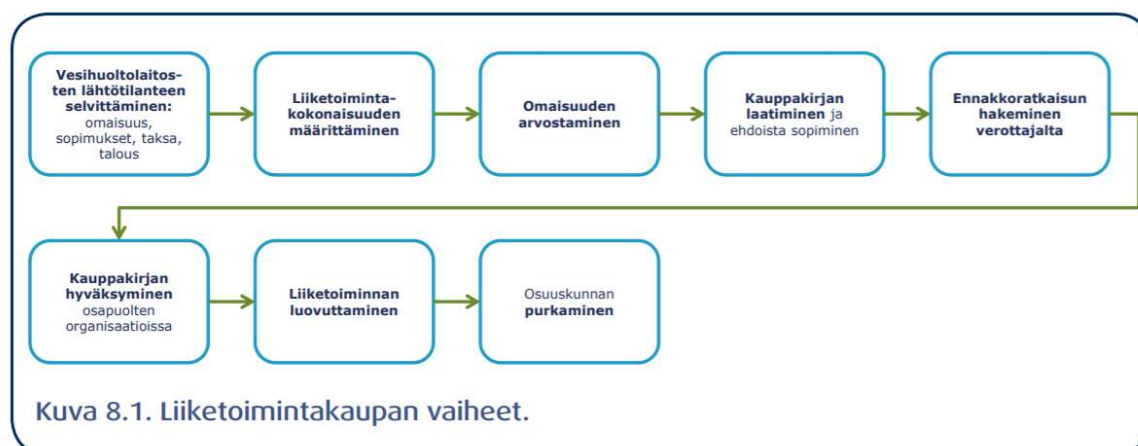 Vesihuoltolaitos-
ten lähtötilanteen
selvittäminen:
omaisuus,
sopimukset, taksa,
talous
Liiketoiminta-
kokonaisuuden
määrittäminen
Omaisuuden
arvostaminen
Kauppakirjan
laatiminen ja
ehdoista sopiminen
Ennakkoratkaisun
hakeminen
verottajalta
Kauppakirjan
hyväksyminen
osapuolten
organisaatioissa
Liiketoiminnan
luovuttaminen
Osuuskunnan
purkaminen
Kuva 8.1. Liiketoimintakaupan vaiheet.